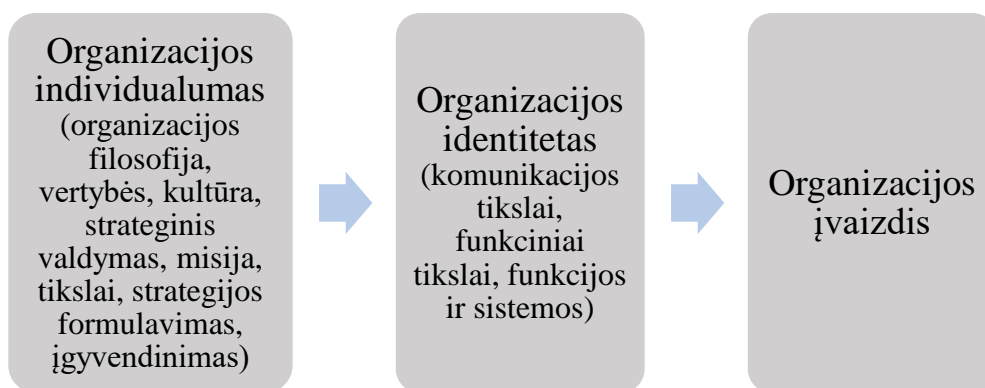 Organizacijos
individualumas
(organizacijos
filosofija,
vertybės, kultūra,
strateginis
valdymas, misija,
tikslai, strategijos
formulavimas,
įgyvendinimas)
Organizacijos
identitetas
(komunikacijos
tikslai,
funkciniai
tikslai, funkcijos
ir sistemos)
Organizacijos
įvaizdis